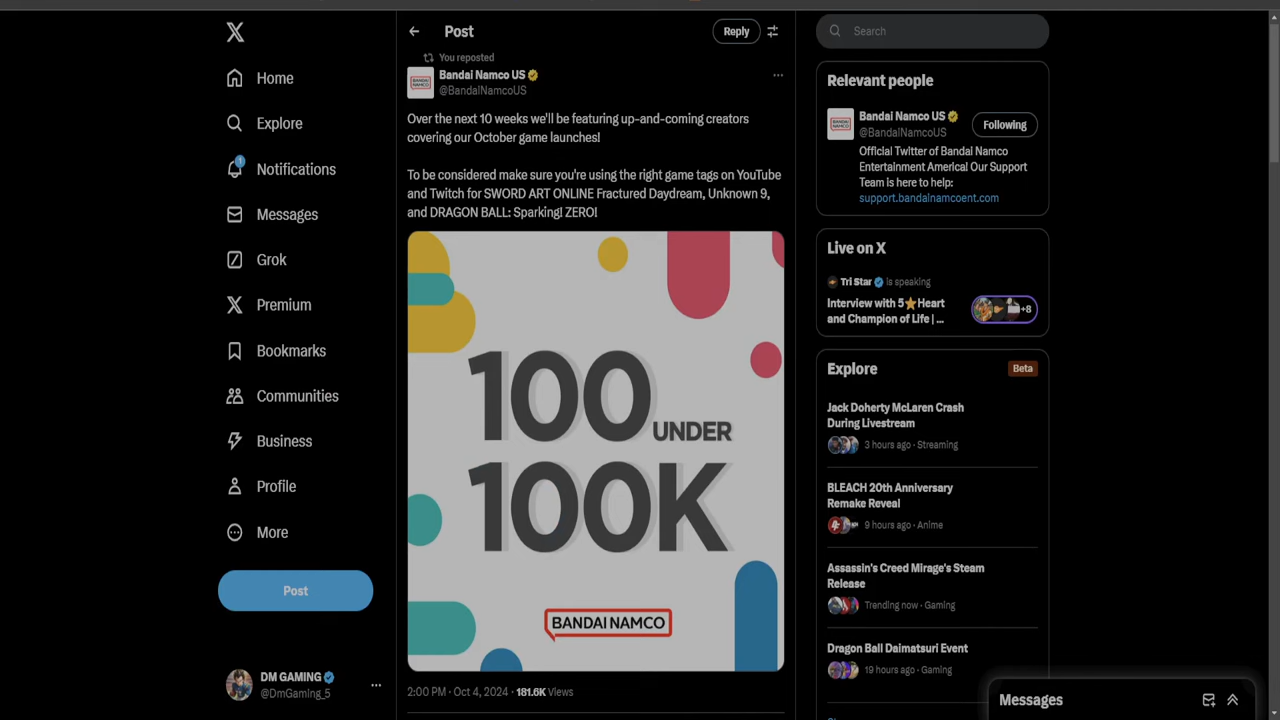 Home
Explore
1
Notifications
Messages
Grok
Premium
Bookmarks
Communities
Business
Profile
More
Post
DM GAMING
@DmGaming_5
Post
Reply
You reposted
Bandai Namco US
@BandaiNamcoUS
Over the next 10 weeks we'll be featuring up-and-coming creators
covering our October game launches!
To be considered make sure you're using the right game tags on YouTube
and Twitch for SWORD ART ONLINE Fractured Daydream, Unknown 9,
and DRAGON BALL: Sparking! ZERO!
100 UNDER
100K
BANDAI NAMCO
2:00 PM · Oct 4, 2024 · 181.6K Views
Search
Relevant people
BANDAI NAMCO
Bandai Namco US
@BandaiNamcoUS
Following
Official Twitter of Bandai Namco
Entertainment America! Our Support
Team is here to help:
support.bandainamcoent.com
Live on X
Tri Star is speaking
Interview with 5⭐Heart
and Champion of Life | ...
+8
Explore
Beta
Jack Doherty McLaren Crash
During Livestream
3 hours ago · Streaming
BLEACH 20th Anniversary
Remake Reveal
9 hours ago · Anime
Assassin's Creed Mirage's Steam
Release
Trending now · Gaming
Dragon Ball Daimatsuri Event
19 hours ago · Gaming
Messages